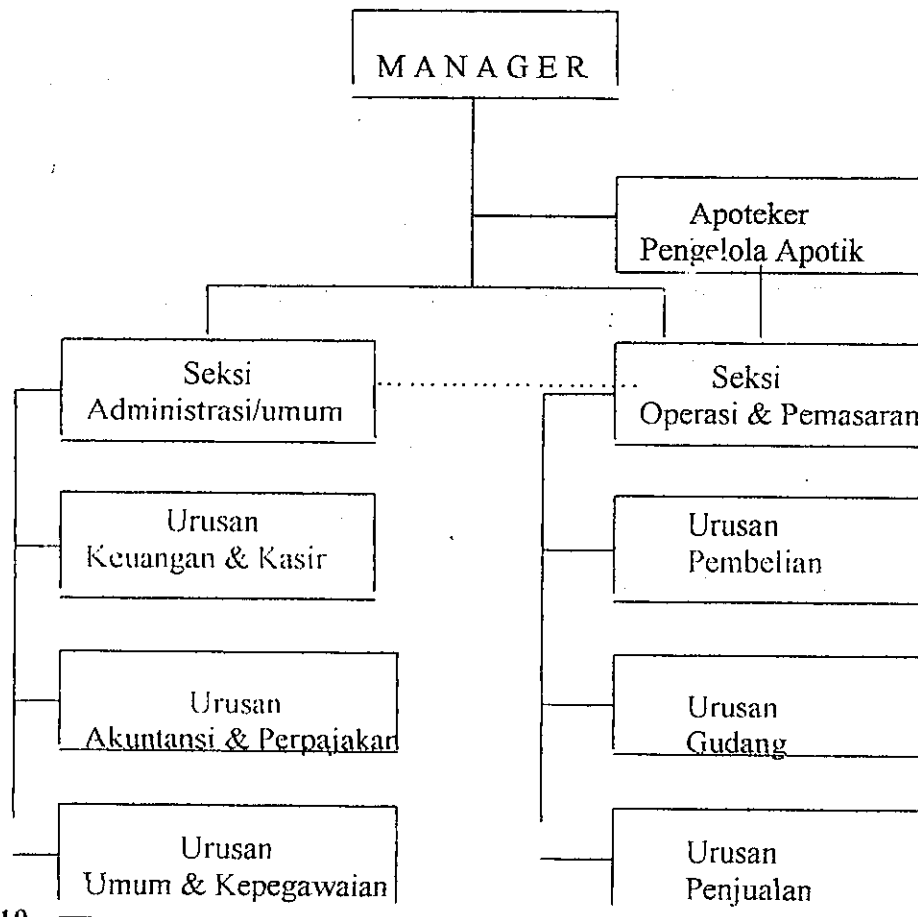 MANAGER
Apoteker
Pengelola Apotik
Seksi
Administrasi/umum
Seksi
Operasi & Pemasaran
Urusan
Keuangan & Kasir
Urusan
Pembelian
Urusan
Akuntansi & Perpajakan
Urusan
Gudang
Urusan
Umum & Kepegawaian
Urusan
Penjualan